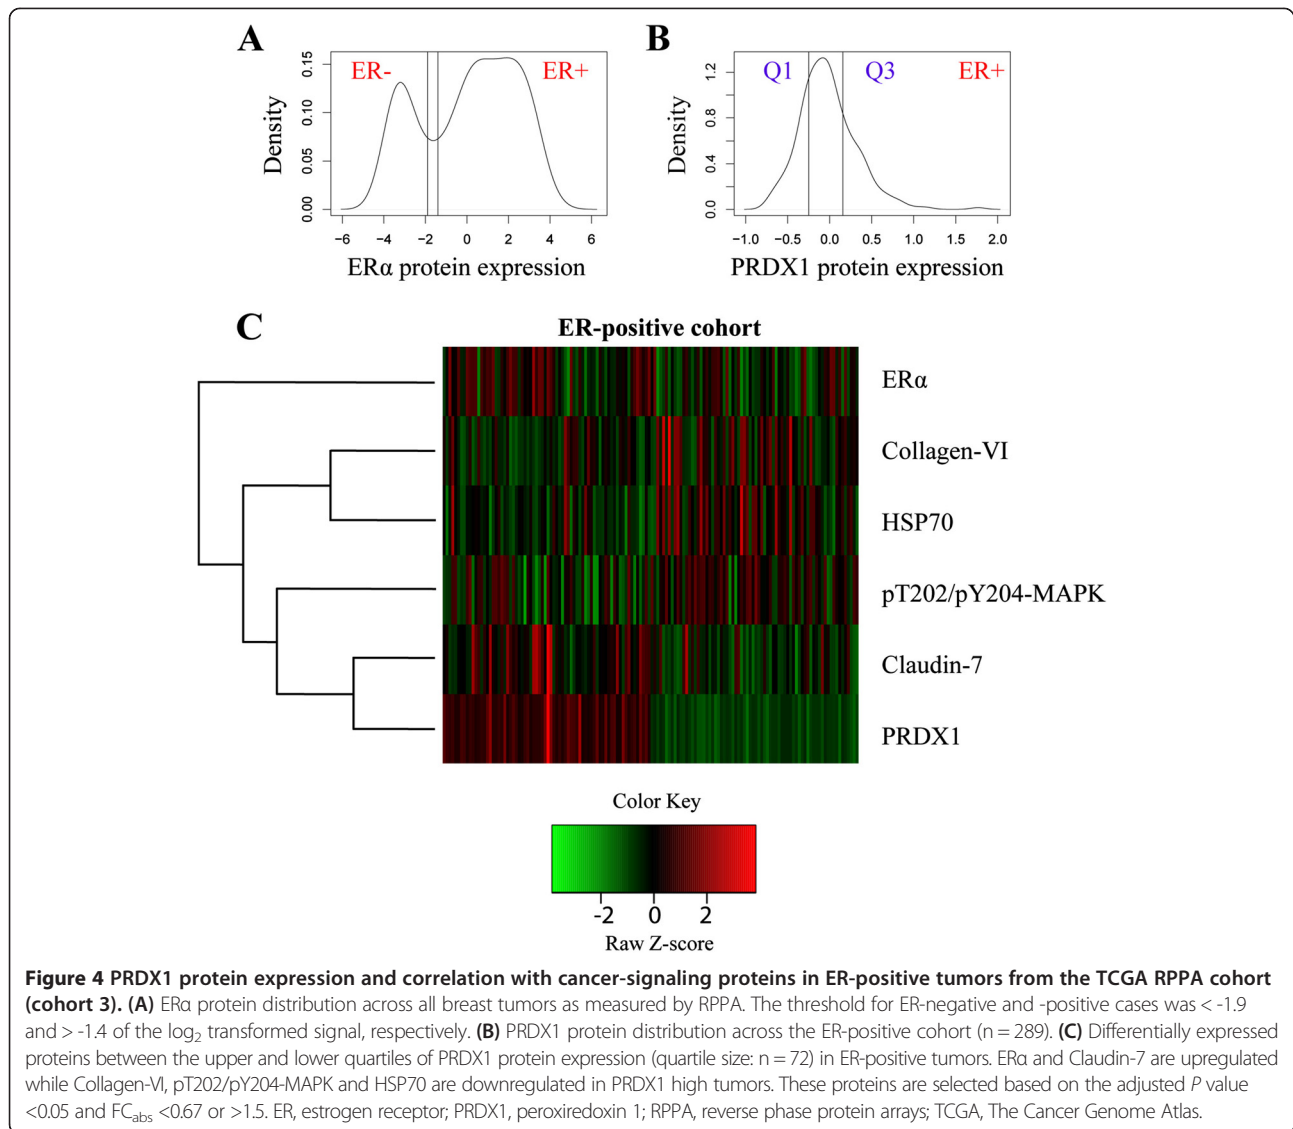 A
B
ER-
ER+
Density
0.00
0.05
0.10
0.15
−6
−4
−2
0
2
4
6
ERα protein expression
Q1
Q3
ER+
Density
0.0
0.4
0.8
1.2
−1.0
−0.5
0.0
0.5
1.0
1.5
2.0
PRDX1 protein expression
C
ER-positive cohort
ERα
Collagen-VI
HSP70
pT202/pY204-MAPK
Claudin-7
PRDX1
Color Key
-2
0
2
Raw Z-score
Figure 4 PRDX1 protein expression and correlation with cancer-signaling proteins in ER-positive tumors from the TCGA RPPA cohort
(cohort 3). (A) ERα protein distribution across all breast tumors as measured by RPPA. The threshold for ER-negative and -positive cases was < -1.9
and > -1.4 of the log2 transformed signal, respectively. (B) PRDX1 protein distribution across the ER-positive cohort (n = 289). (C) Differentially expressed
proteins between the upper and lower quartiles of PRDX1 protein expression (quartile size: n = 72) in ER-positive tumors. ERα and Claudin-7 are upregulated
while Collagen-VI, pT202/pY204-MAPK and HSP70 are downregulated in PRDX1 high tumors. These proteins are selected based on the adjusted P value
<0.05 and FCabs <0.67 or >1.5. ER, estrogen receptor; PRDX1, peroxiredoxin 1; RPPA, reverse phase protein arrays; TCGA, The Cancer Genome Atlas.